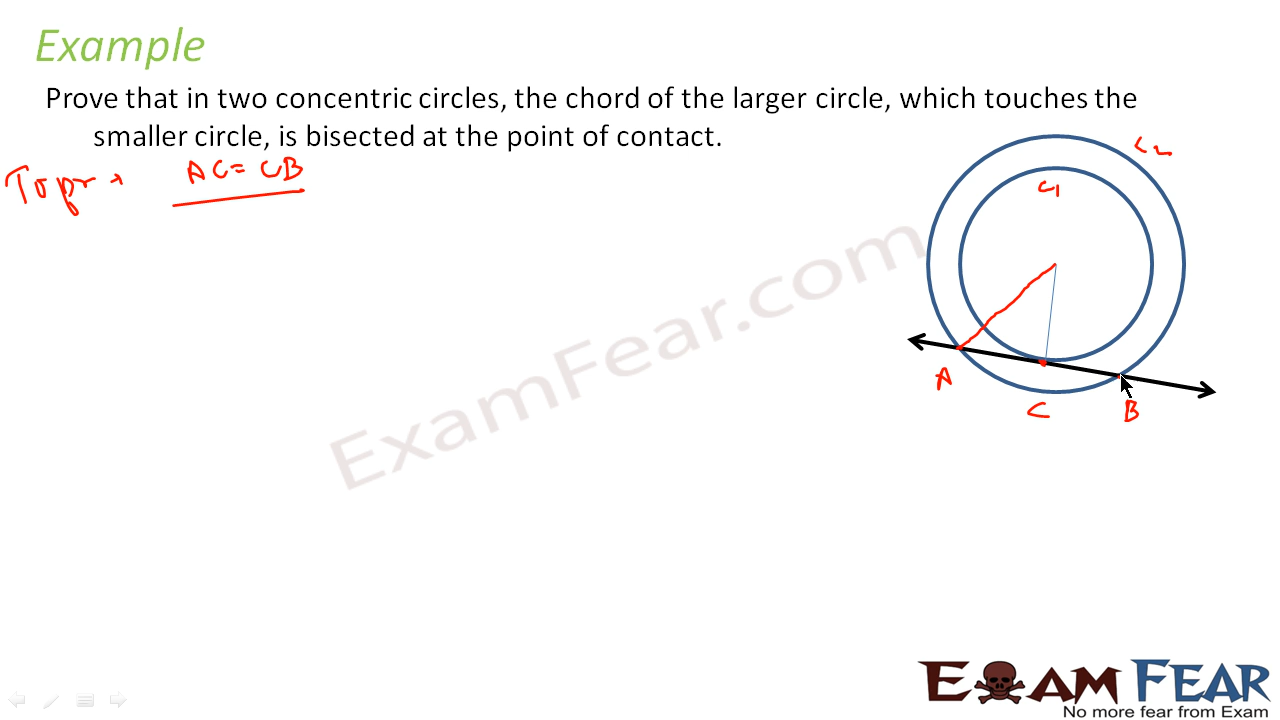 Example
Prove that in two concentric circles, the chord of the larger circle, which touches the
smaller circle, is bisected at the point of contact.
To pr → AC = CB
C2
C1
A
C
B
ExamFear.com
EXAM FEAR
No more fear from Exam